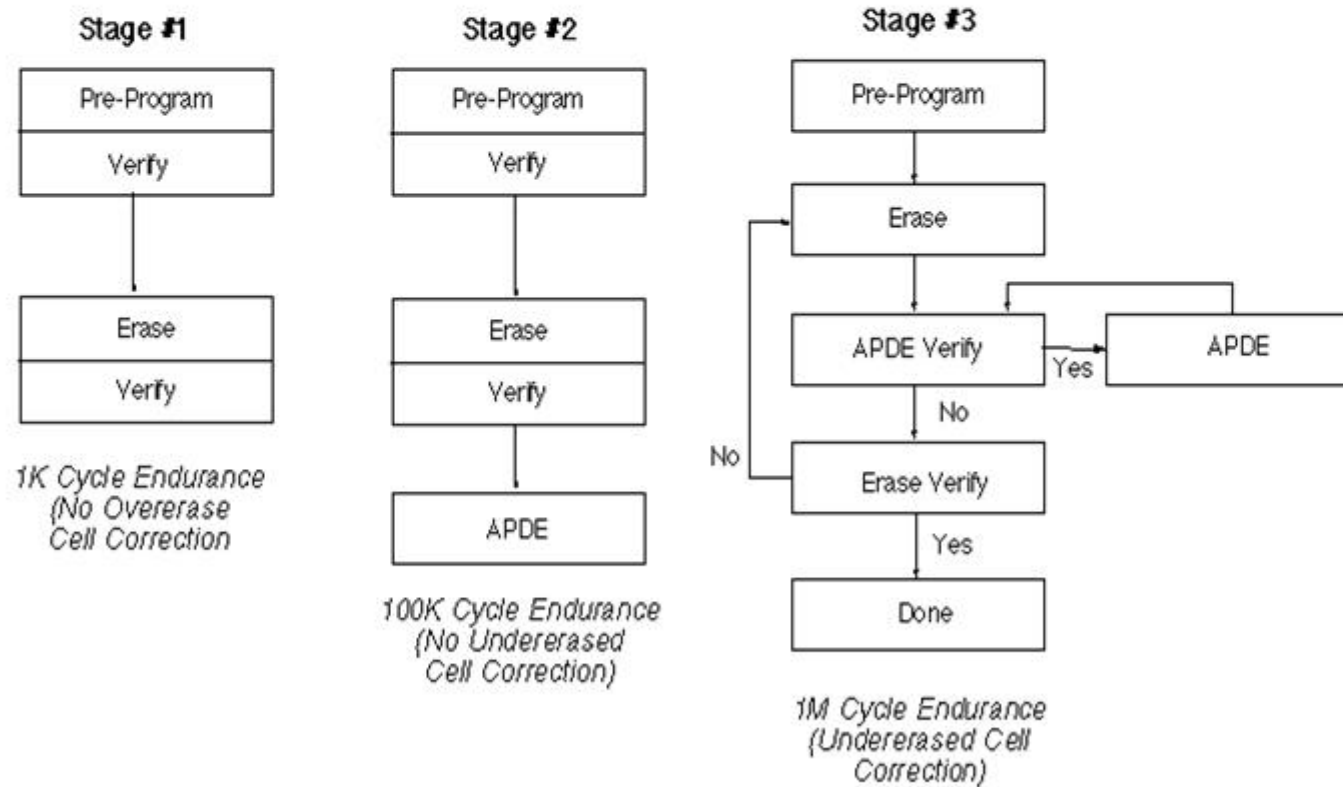 Stage #1
Pre-Program
Verify
Erase
Verify
1K Cycle Endurance
(No Overerase
Cell Correction
Stage #2
Pre-Program
Verify
Erase
Verify
APDE
100K Cycle Endurance
(No Undererased
Cell Correction)
Stage #3
Pre-Program
Erase
APDE Verify
Yes
APDE
No
No
Erase Verify
Yes
Done
1M Cycle Endurance
(Undererased Cell
Correction)